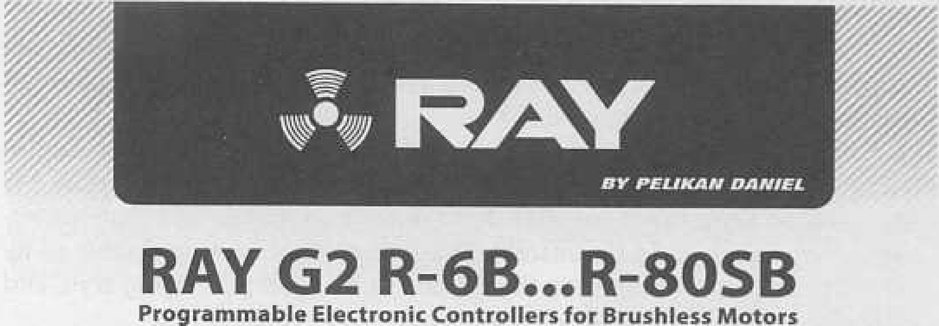 RAY
BY PELIKAN DANIEL
RAY G2 R-6B...R-80SB
Programmable Electronic Controllers for Brushless Motors